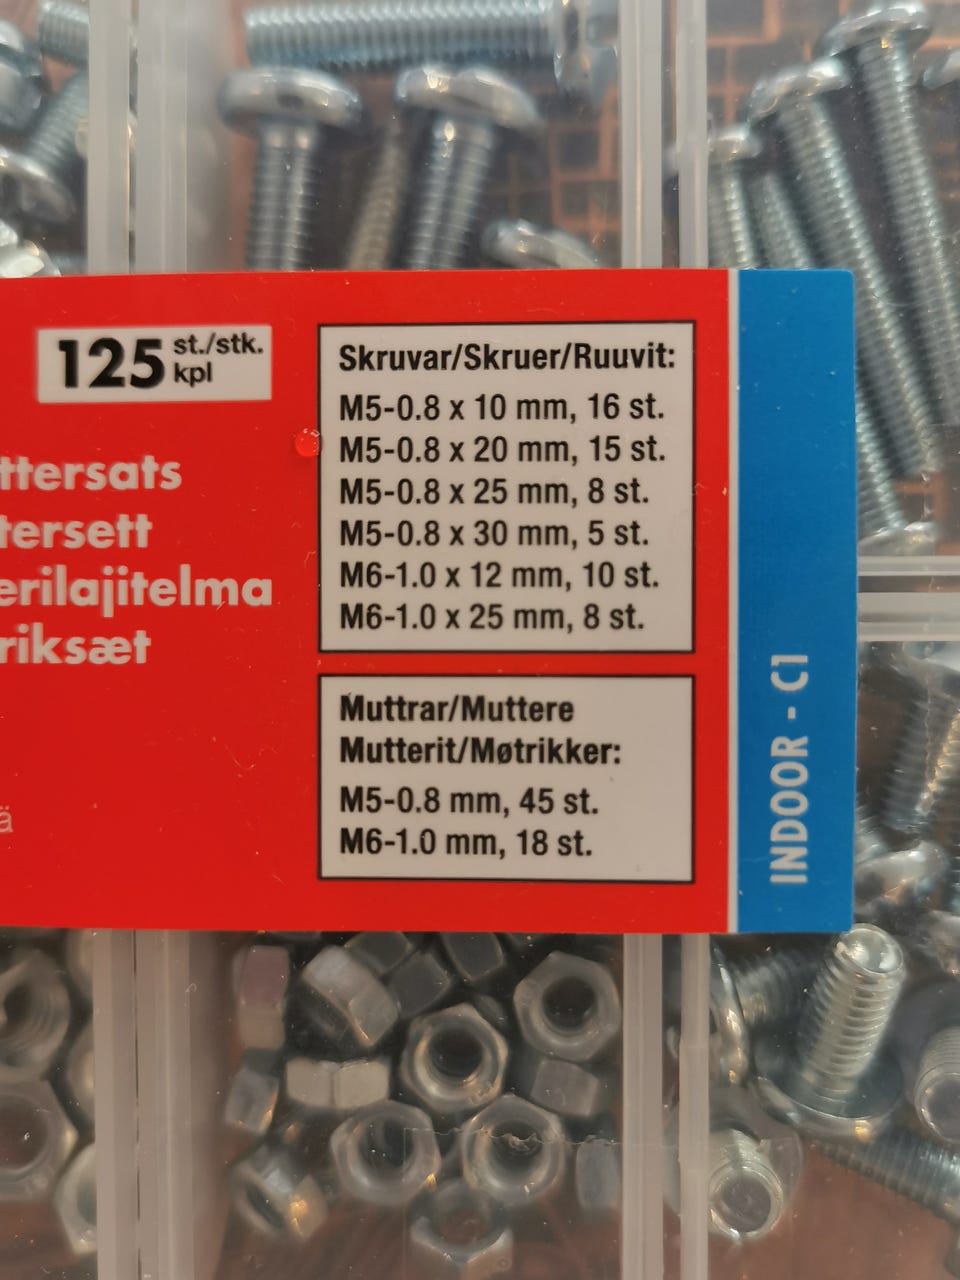 125 st./stk.
kpl
ttersats
tersett
erilajitelma
riksæt
ä
Skruvar/Skruer/Ruuvit:
M5-0.8 x 10 mm, 16 st.
M5-0.8 x 20 mm, 15 st.
M5-0.8 x 25 mm, 8 st.
M5-0.8 x 30 mm, 5 st.
M6-1.0 x 12 mm, 10 st.
M6-1.0 x 25 mm, 8 st.
Muttrar/Muttere
Mutterit/Møtrikker:
M5-0.8 mm, 45 st.
M6-1.0 mm, 18 st.
INDOOR - C1